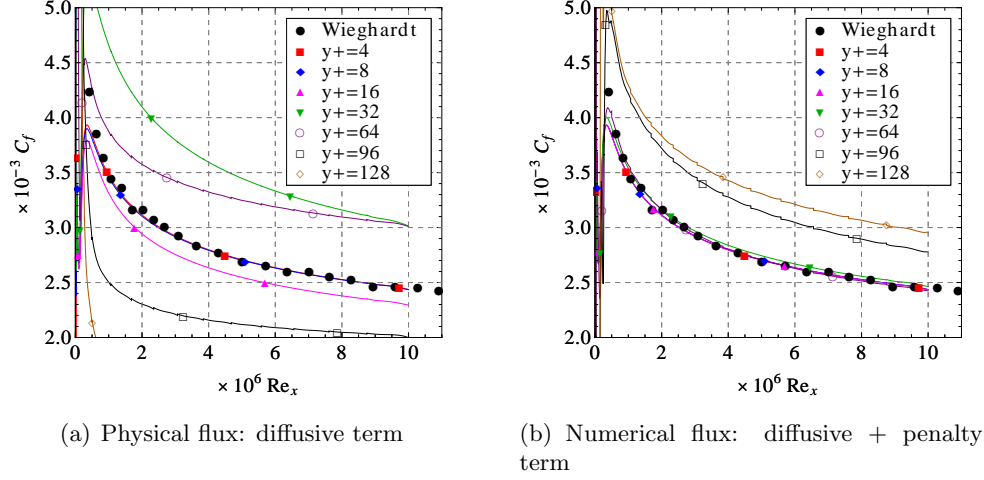 5.0
4.5
4.0
3.5
3.0
2.5
2.0
× 10⁻³ C_f
0 2 4 6 8 10
× 10⁶ Re_x
Wieghardt
y+=4
y+=8
y+=16
y+=32
y+=64
y+=96
y+=128
(a) Physical flux: diffusive term
5.0
4.5
4.0
3.5
3.0
2.5
2.0
× 10⁻³ C_f
0 2 4 6 8 10
× 10⁶ Re_x
Wieghardt
y+=4
y+=8
y+=16
y+=32
y+=64
y+=96
y+=128
(b) Numerical flux: diffusive + penalty
term